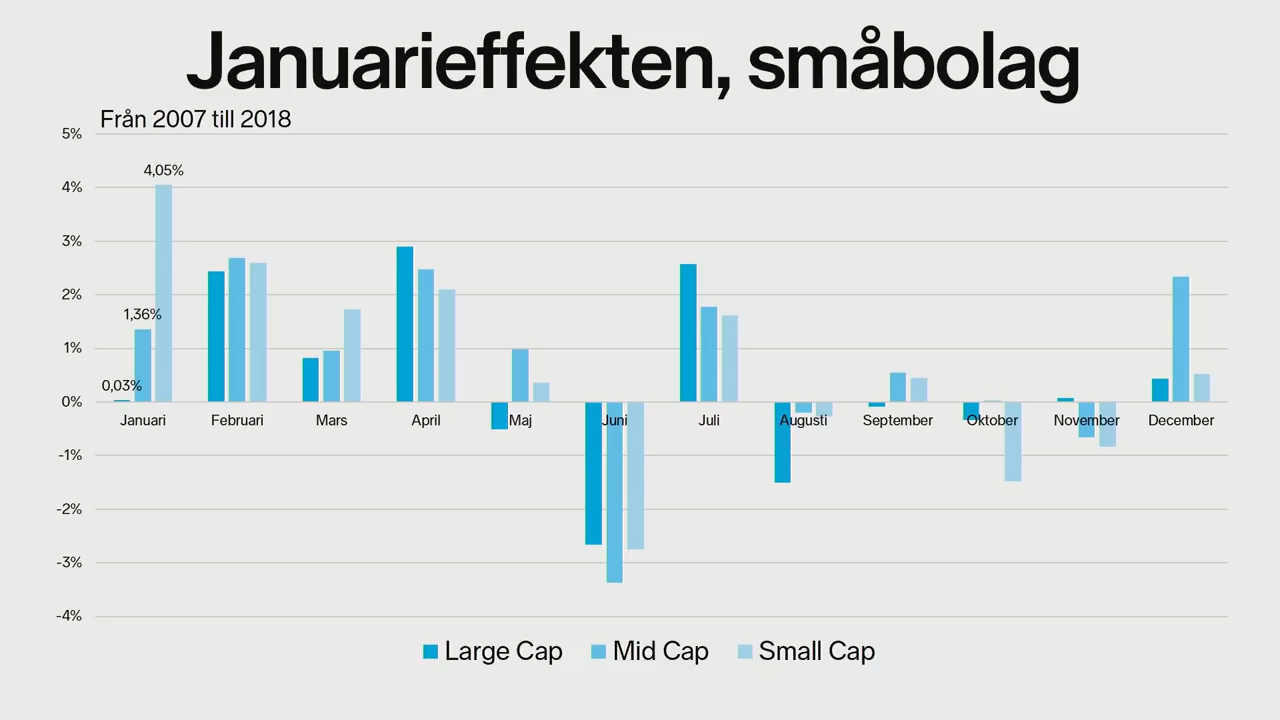 Januarieffekten, småbolag
Från 2007 till 2018
5%
4%
3%
2%
1%
0%
-1%
-2%
-3%
-4%
0,03%
1,36%
4,05%
Januari
Februari
Mars
April
Maj
Juni
Juli
Augusti
September
Oktober
November
December
Large Cap
Mid Cap
Small Cap